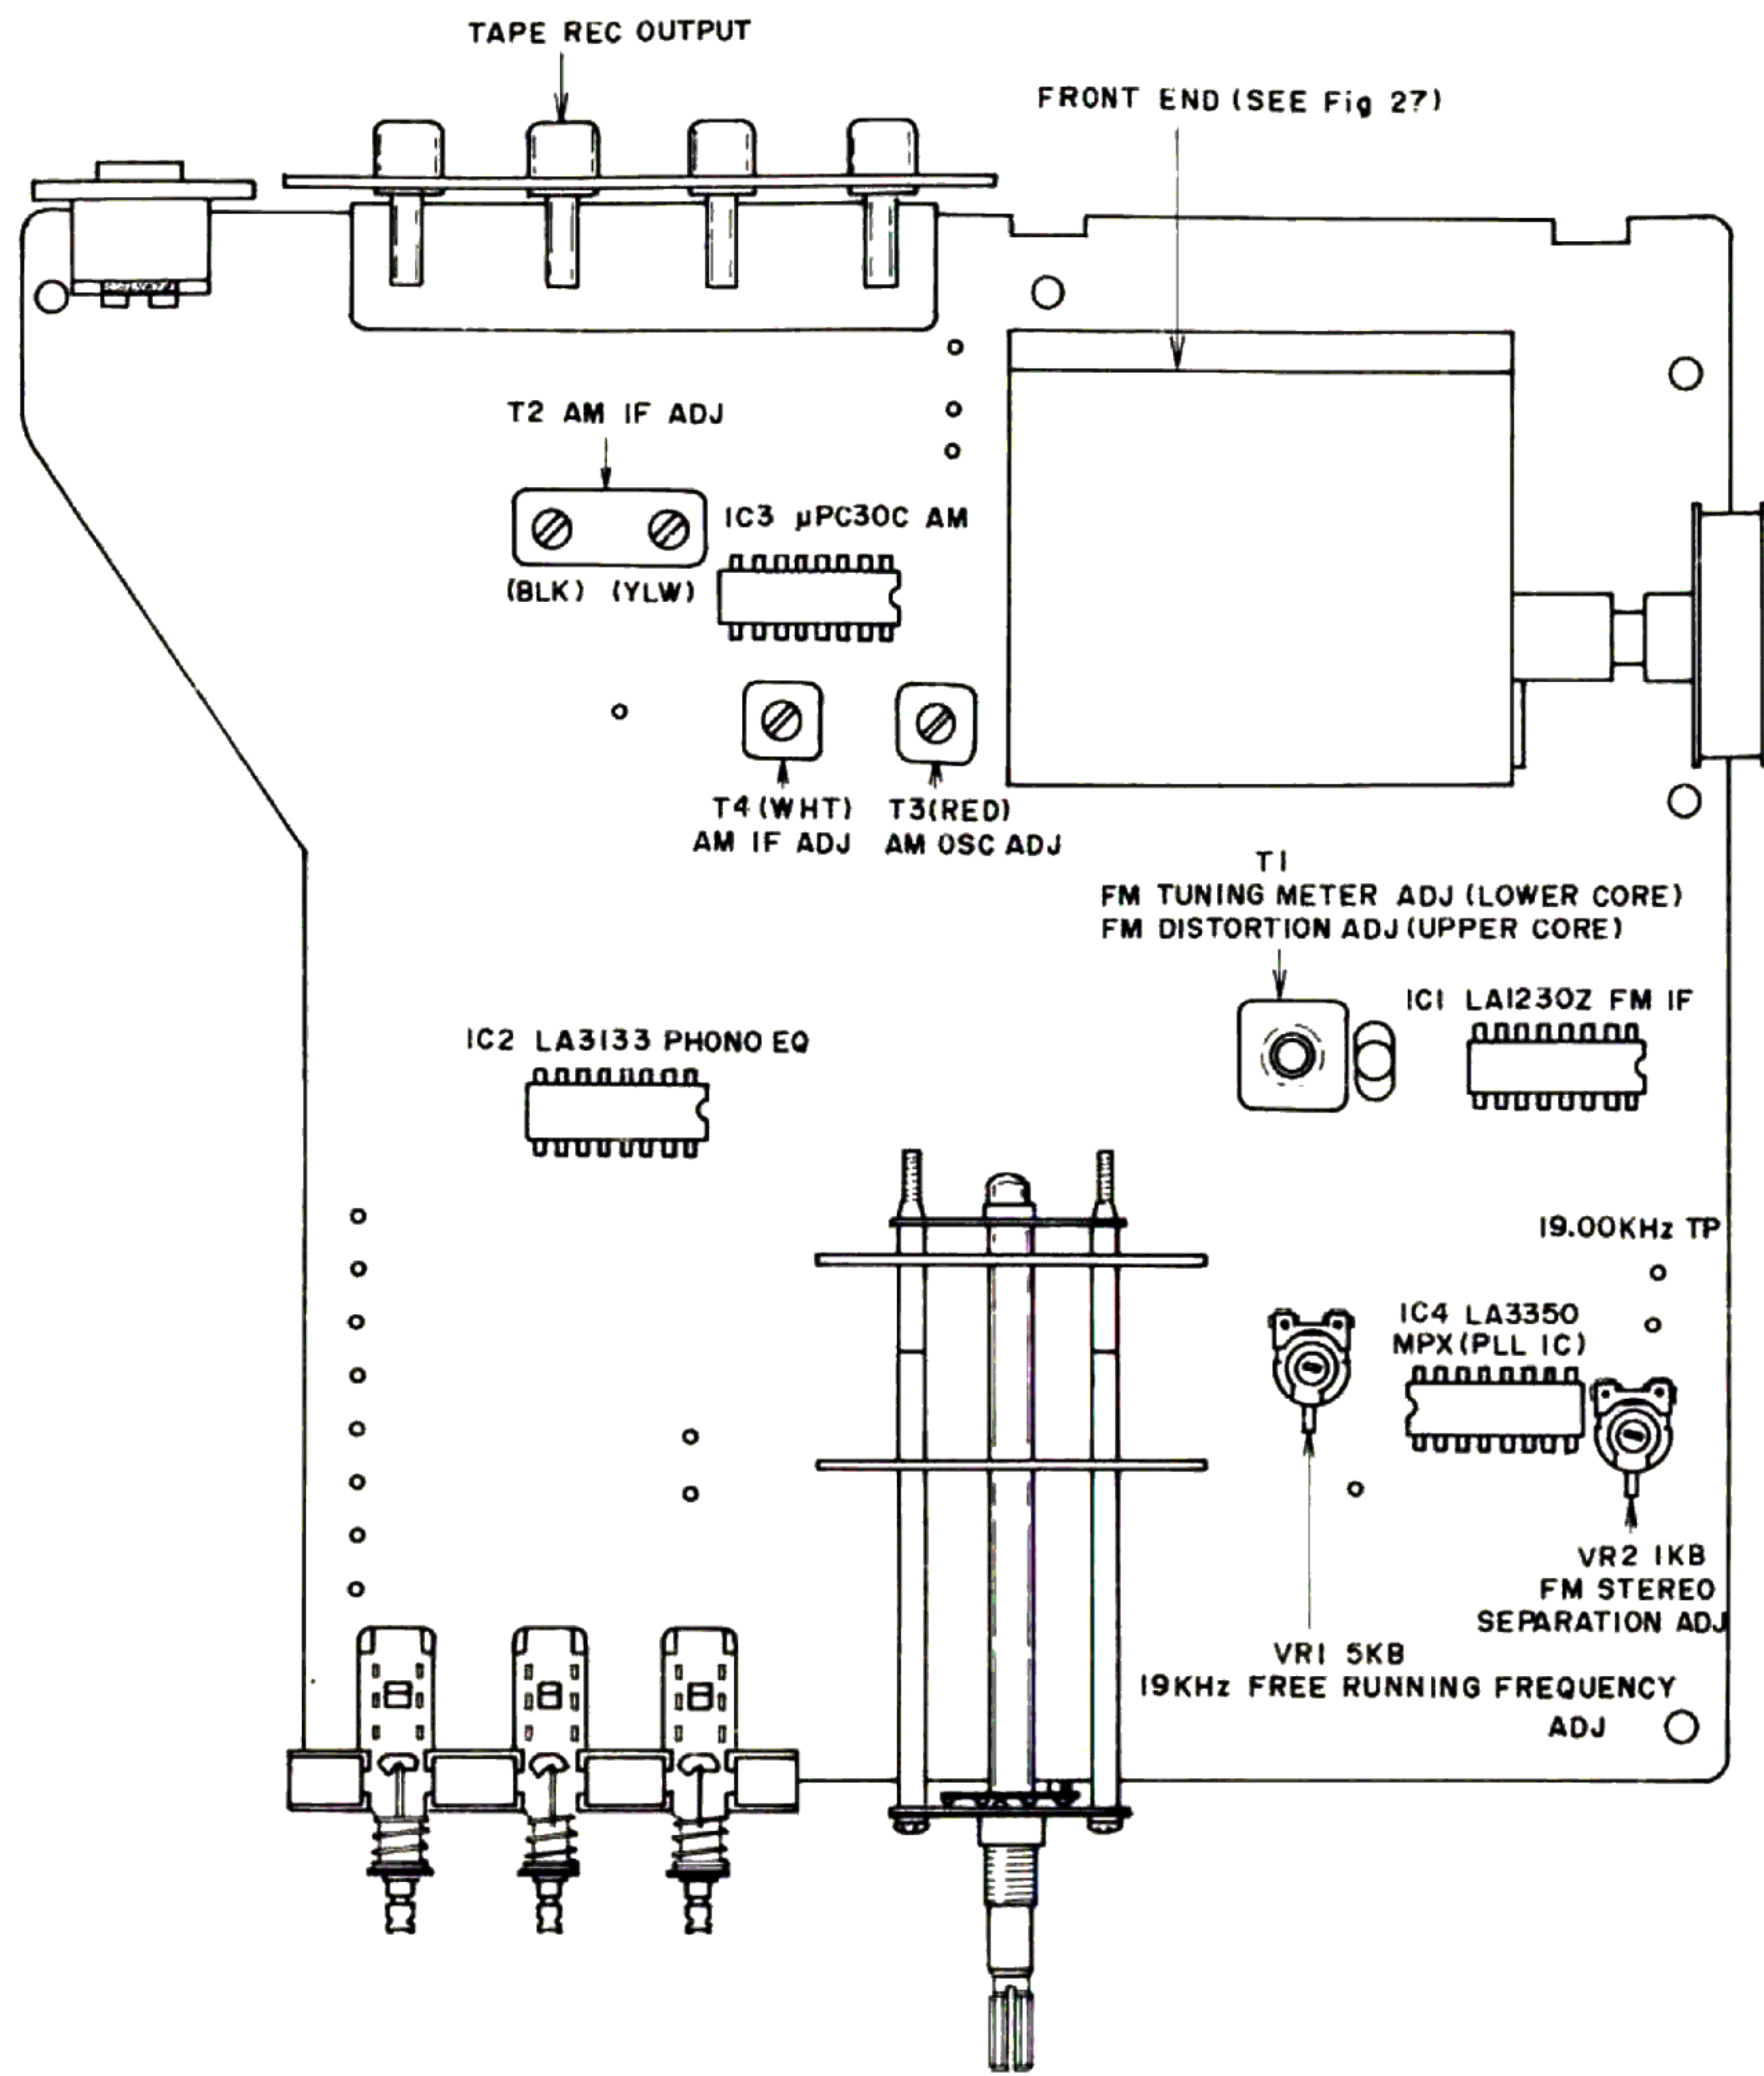 TAPE REC OUTPUT
FRONT END (SEE Fig 27)
T2 AM IF ADJ
IC3 μPC30C AM
(BLK) (YLW)
T4 (WHT)
AM IF ADJ
T3(RED)
AM OSC ADJ
T1
FM TUNING METER ADJ (LOWER CORE)
FM DISTORTION ADJ (UPPER CORE)
IC1 LA1230Z FM IF
IC2 LA3133 PHONO EQ
19.00KHz TP
IC4 LA3350
MPX (PLL IC)
VR2 1KB
FM STEREO
SEPARATION ADJ
VR1 5KB
19KHz FREE RUNNING FREQUENCY
ADJ